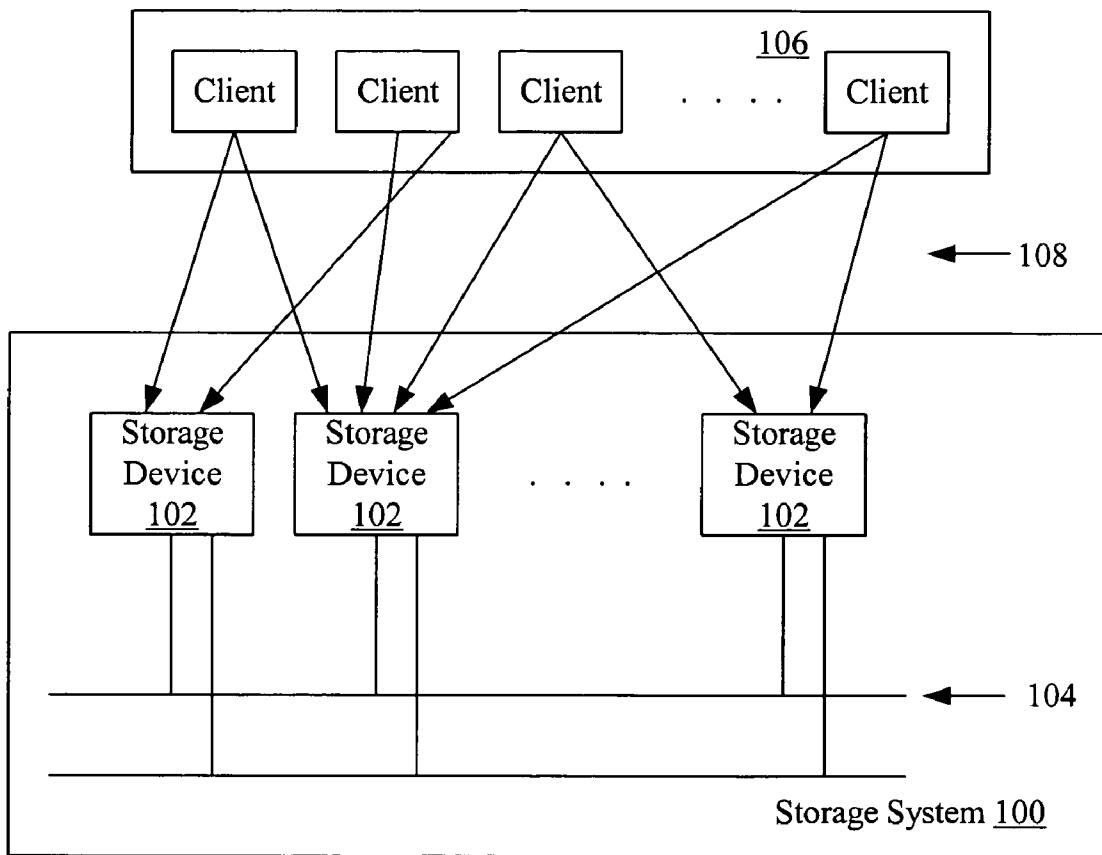 106
Client
Client
Client
. . . .
Client
108
Storage
Device
102
Storage
Device
102
. . . .
Storage
Device
102
104
Storage System 100